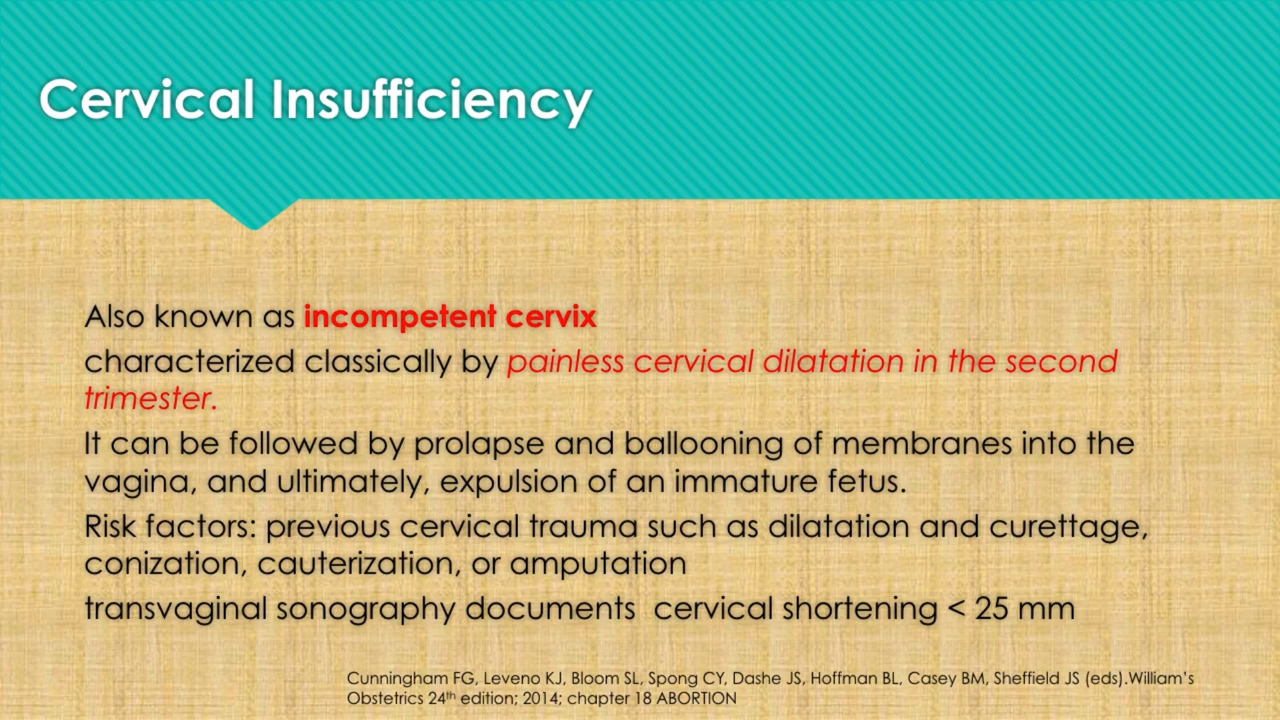 Cervical Insufficiency
Also known as incompetent cervix
characterized classically by painless cervical dilatation in the second
trimester.
It can be followed by prolapse and ballooning of membranes into the
vagina, and ultimately, expulsion of an immature fetus.
Risk factors: previous cervical trauma such as dilatation and curettage,
conization, cauterization, or amputation
transvaginal sonography documents  cervical shortening < 25 mm
Cunningham FG, Leveno KJ, Bloom SL, Spong CY, Dashe JS, Hoffman BL, Casey BM, Sheffield JS (eds).William's
Obstetrics 24th edition; 2014; chapter 18 ABORTION